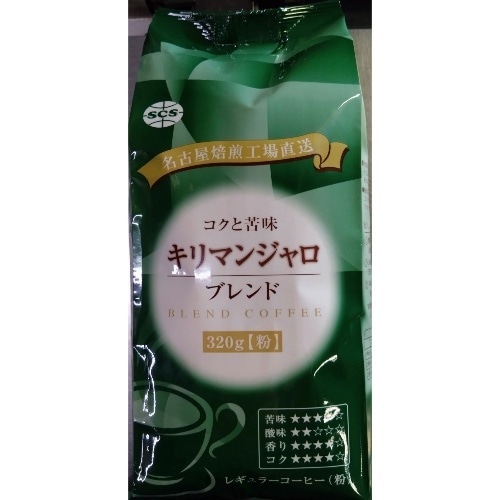 SCS
名古屋焙煎工場直送
コクと苦味
キリマンジャロ
ブレンド
BLEND COFFEE
320g【粉】
苦味 ★★★★☆
酸味 ★★☆☆☆
香り ★★★★☆
コク ★★★★☆
レギュラーコーヒー(粉)